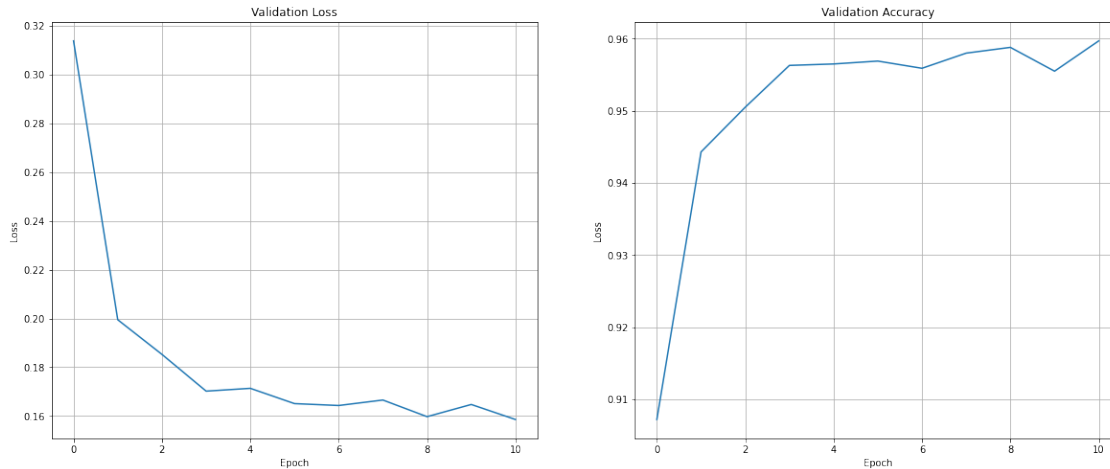 Validation Loss
0.32
0.30
0.28
0.26
0.24
0.22
0.20
0.18
0.16
Loss
0 2 4 6 8 10
Epoch
Validation Accuracy
0.96
0.95
0.94
0.93
0.92
0.91
Loss
0 2 4 6 8 10
Epoch